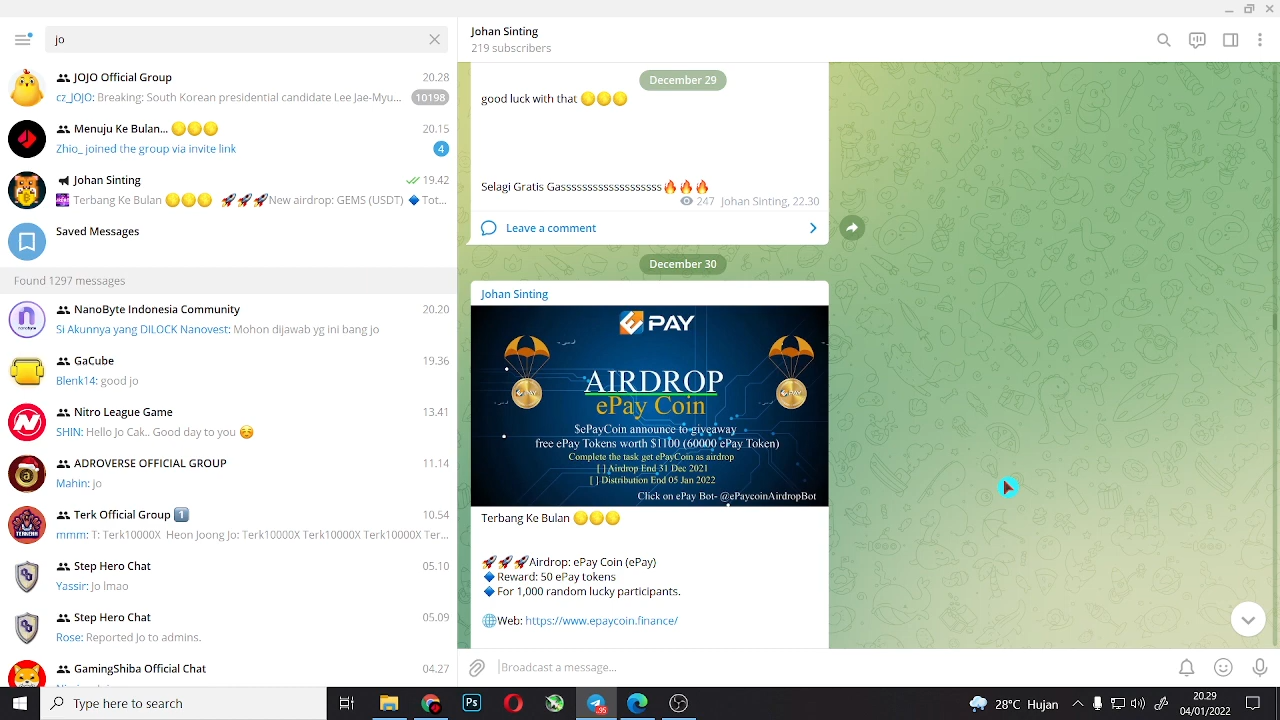 jo
JOJO Official Group 20.28
cz_JOJO: Breaking: South Korean presidential candidate Lee Jae-Myu... 10198
Menuju Ke Bulan... 20.15
Zhio_ joined the group via invite link 4
Johan Sinting 19.42
Terbang Ke Bulan 🟡🟡🟡 🚀🚀🚀New airdrop: GEMS (USDT) 🔷Tot...
Saved Messages
Found 1297 messages
NanoByte Indonesia Community 20.20
Si Akunnya yang DILOCK Nanovest: Mohon dijawab yg ini bang jo
GaCube 19.36
Blenk14: good jo
Nitro League Game 13.41
SHIN: Hello Jo Cak.. Good day to you ☺️
ADROVERSE OFFICIAL GROUP 11.14
Mahin: jo
Terk Official Group 1️⃣ 10.54
mmm: T: Terk10000X Heon Joong Jo: Terk10000X Terk10000X Ter...
Step Hero Chat 05.10
Yassir: Jo lmao
Step Hero Chat 05.09
Rose: Reported Jo to admins.
GamingShiba Official Chat 04.27
Johan Sinting
219 subscribers
December 29
good luck with that 🟡🟡🟡
Selagi Gratis Gasssssssssssssssssss🔥🔥🔥
247 Johan Sinting, 22.30
Leave a comment
December 30
Johan Sinting
PAY
AIRDROP
ePay Coin
$ePayCoin announce to giveaway
free ePay Tokens worth $1100 (60000 ePay Token)
Complete the task get ePayCoin as airdrop
[ ] Airdrop End 31 Dec 2021
[ ] Distribution End 05 Jan 2022
Click on ePay Bot- @ePaycoinAirdropBot
Terbang Ke Bulan 🟡🟡🟡
🚀🚀🚀Airdrop: ePay Coin (ePay)
🔷Reward: 50 ePay tokens
🔷For 1,000 random lucky participants.
🌐Web: https://www.epaycoin.finance/
Broadcast a message...
Type here to search
Ps
..95
28°C Hujan
20.29
04/01/2022